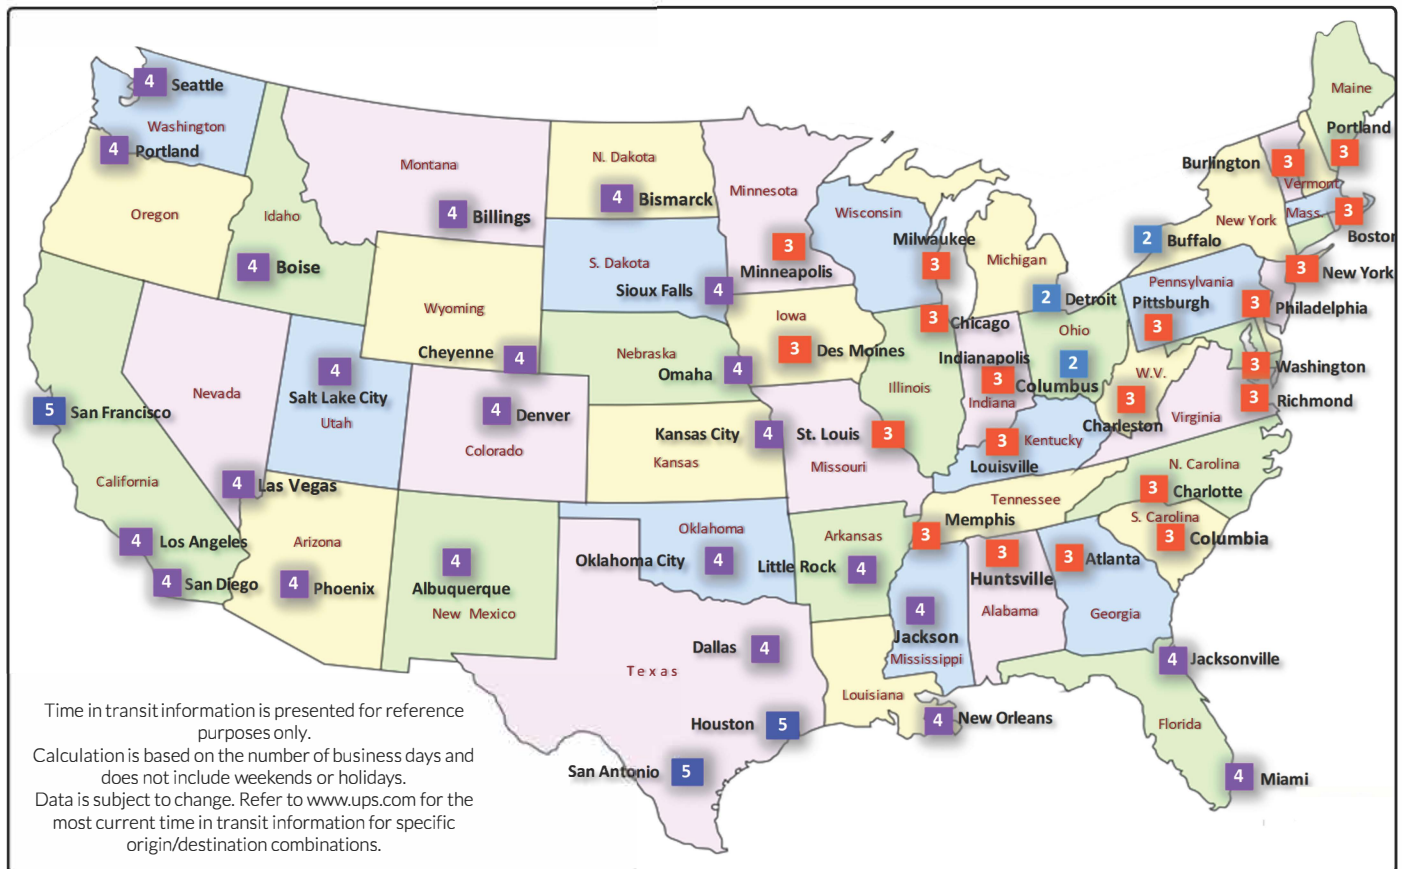 4 Seattle
Washington
4 Portland
Oregon
Idaho
4 Boise
Montana
4 Billings
N. Dakota
4 Bismarck
S. Dakota
Sioux Falls 4
Minnesota
3
Minneapolis
Wisconsin
Milwaukee
3
Michigan
2 Detroit
Wyoming
Cheyenne 4
Nebraska
Omaha 4
Iowa
3 Des Moines
3 Chicago
Illinois
Indianapolis
3
Indiana
Ohio
2
Columbus
Maine
Portland
3
Burlington 3
Vermont
New York
Mass. 3
Boston
2 Buffalo
3 New York
Pennsylvania
Pittsburgh
3
3 Philadelphia
3 Washington
3 Richmond
W.V.
3
Charleston
Virginia
5 San Francisco
Nevada
California
4
Salt Lake City
Utah
4 Denver
Colorado
Kansas City 4
Kansas
St. Louis 3
Missouri
3 Kentucky
Louisville
4 Las Vegas
4 Los Angeles
4 San Diego
Arizona
4 Phoenix
4
Albuquerque
New Mexico
Oklahoma
Oklahoma City 4
Arkansas
Little Rock 4
Tennessee
Memphis
3
N. Carolina
3 Charlotte
S. Carolina
3 Columbia
3
Huntsville
Alabama
3 Atlanta
Georgia
4
Jackson
Mississippi
Dallas 4
Texas
Houston 5
San Antonio 5
Louisiana
4 New Orleans
4 Jacksonville
Florida
4 Miami
Time in transit information is presented for reference
purposes only.
Calculation is based on the number of business days and
does not include weekends or holidays.
Data is subject to change. Refer to www.ups.com for the
most current time in transit information for specific
origin/destination combinations.